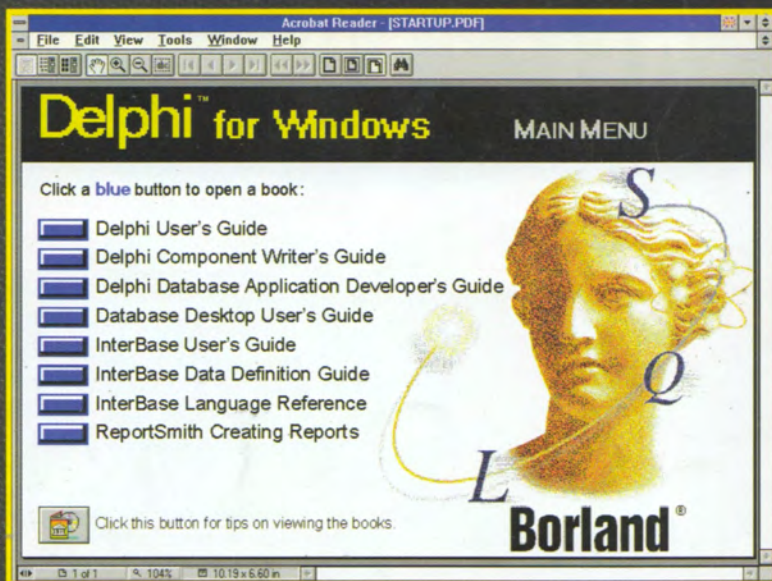 Acrobat Reader - [STARTUP.PDF]
File Edit View Tools Window Help
Delphi™ for Windows MAIN MENU
Click a blue button to open a book:
Delphi User's Guide
Delphi Component Writer's Guide
Delphi Database Application Developer's Guide
Database Desktop User's Guide
InterBase User's Guide
InterBase Data Definition Guide
InterBase Language Reference
ReportSmith Creating Reports
S
Q
L
Click this button for tips on viewing the books.
Borland®
1 of 1 104% 10.19 x 6.60 in